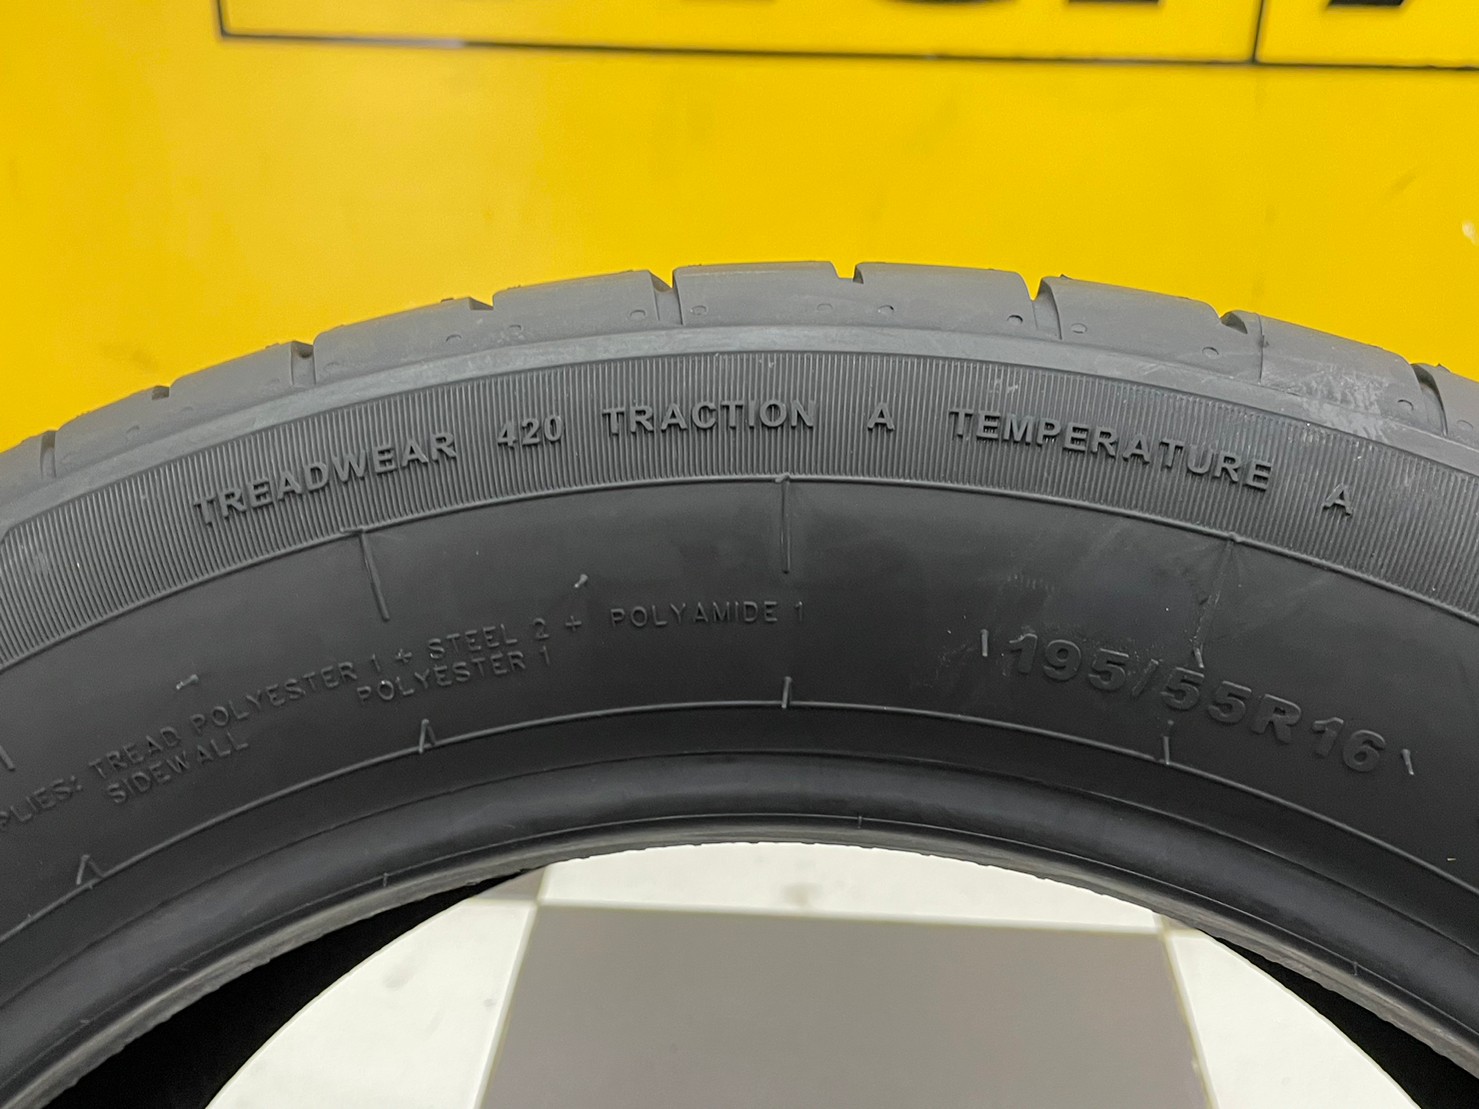 TREADWEAR 420 TRACTION A TEMPERATURE A
PLIES: TREAD POLYESTER 1 + STEEL 2 + POLYAMIDE 1
SIDEWALL POLYESTER 1
195/55R16